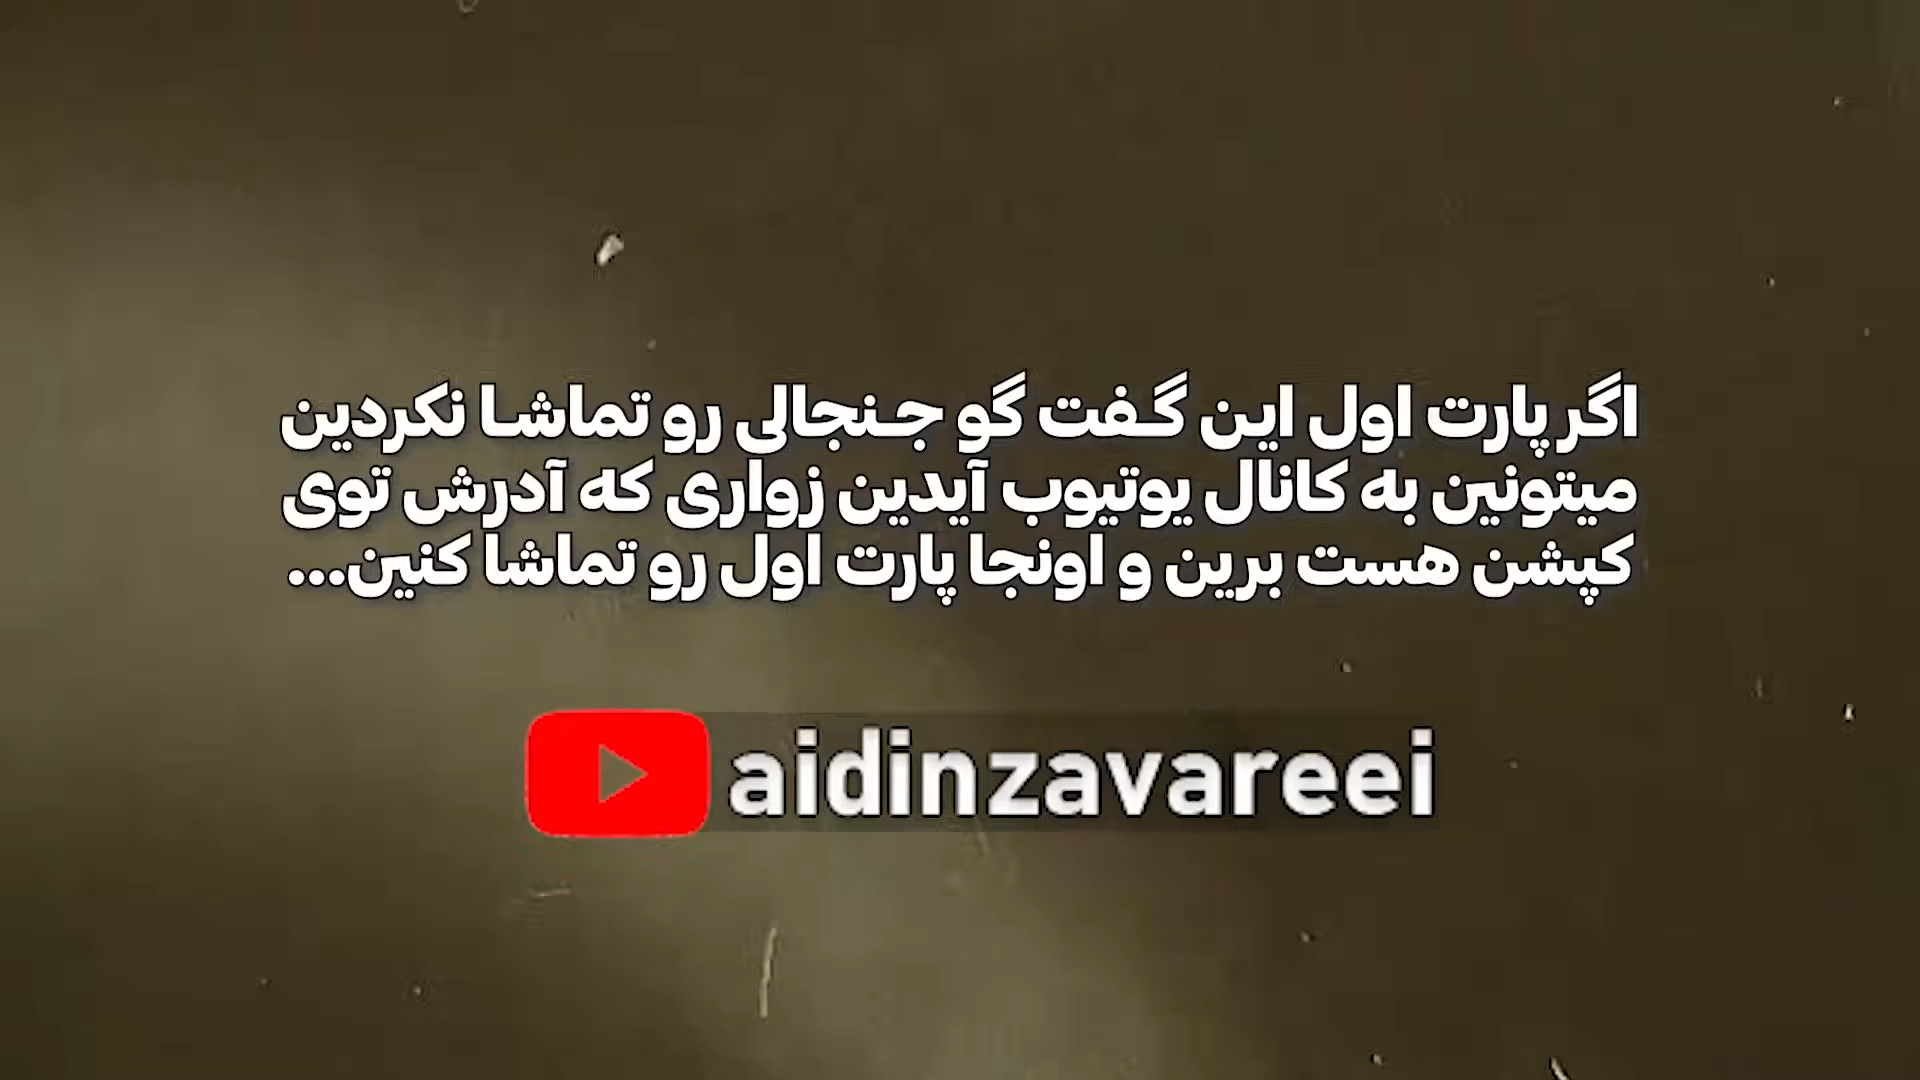 اگر پارت اول این گفت گو جنجالی رو تماشا نکردین
میتونین به کانال یوتیوب آیدین زواری که آدرش توی
کپشن هست برین و اونجا پارت اول رو تماشا کنین...
aidinzavareei